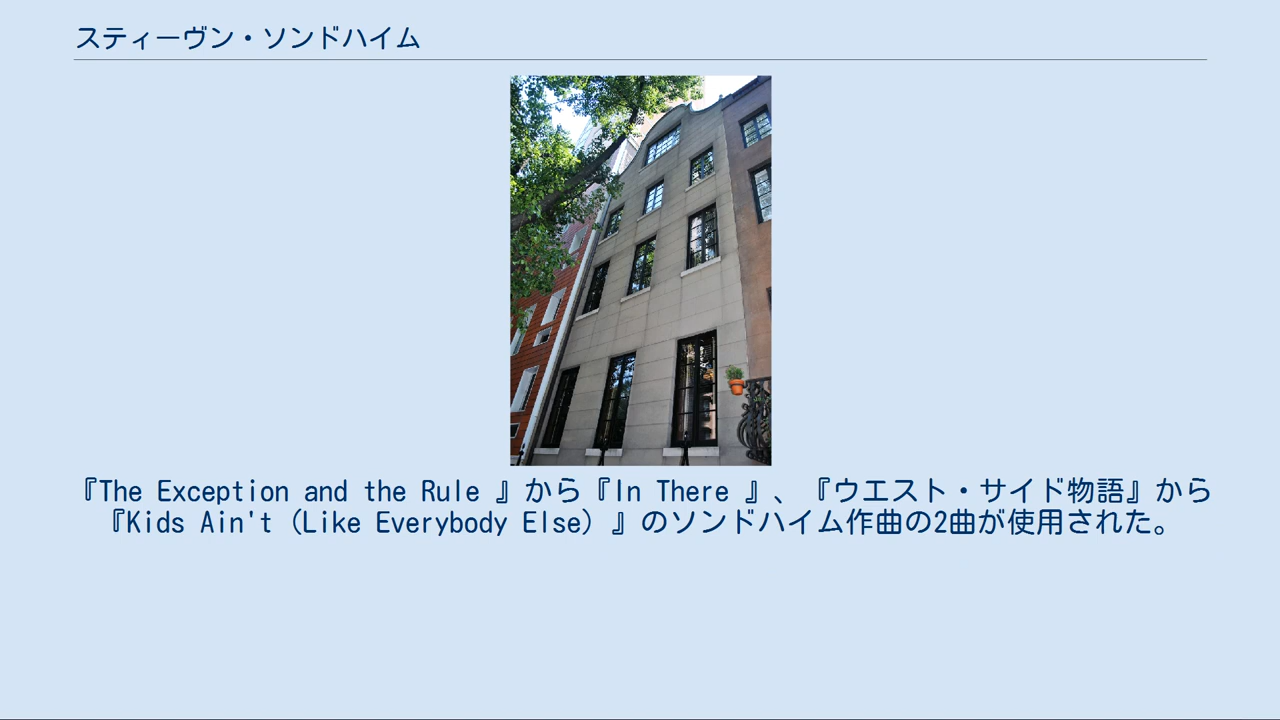 スティーヴン・ソンドハイム
『The Exception and the Rule 』から『In There 』、『ウエスト・サイド物語』から
『Kids Ain't (Like Everybody Else) 』のソンドハイム作曲の2曲が使用された。